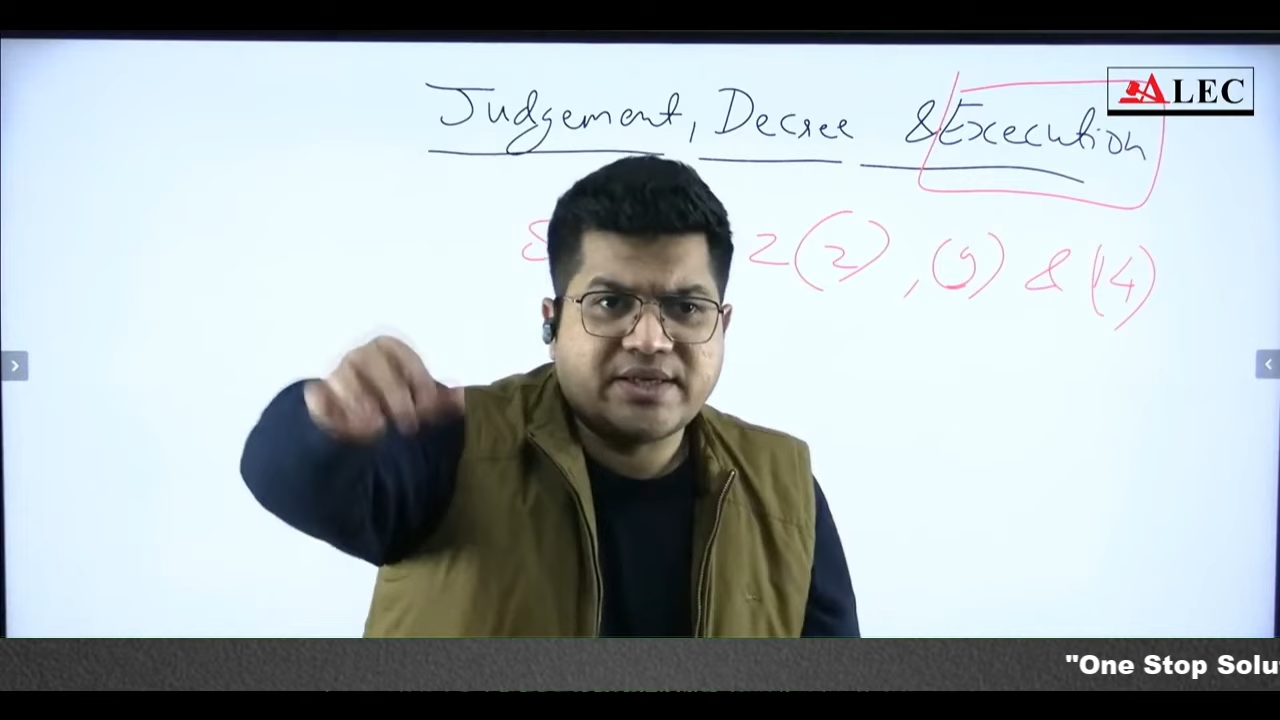 ALEC
Judgement, Decree & Execution
2(2), (9) & (14)
"One Stop Solu